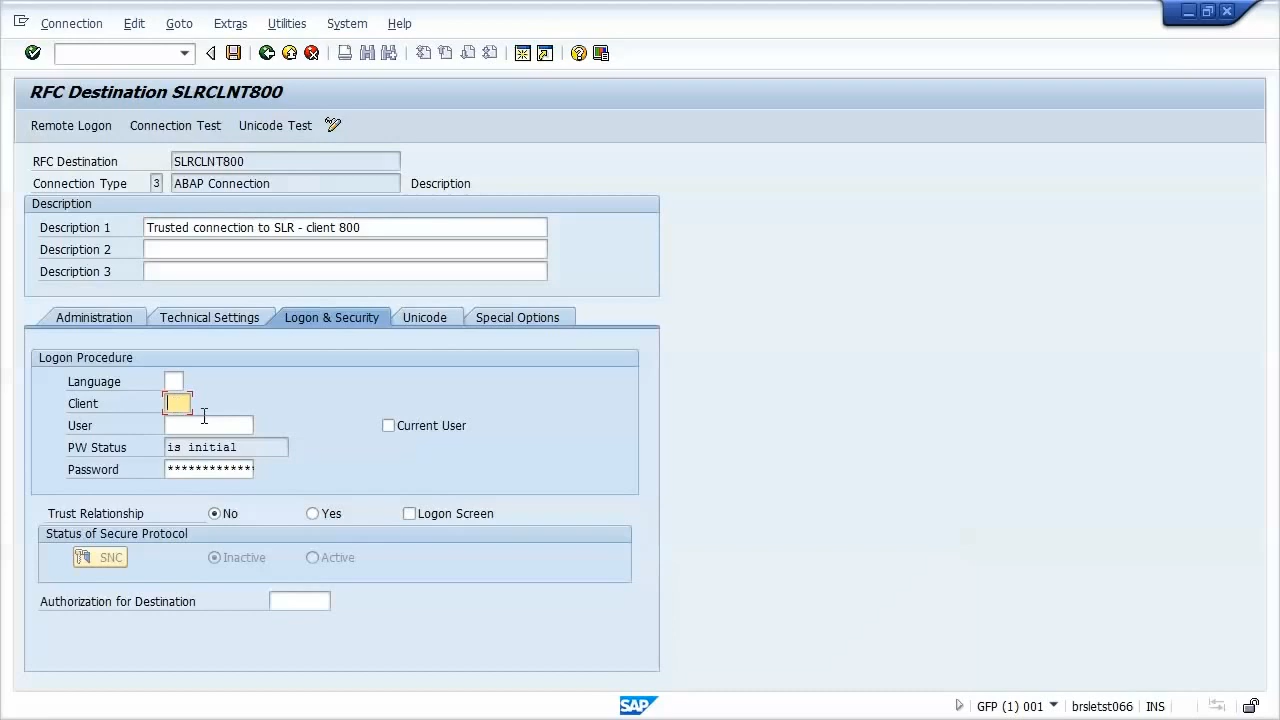 Connection Edit Goto Extras Utilities System Help
RFC Destination SLRCLNT800
Remote Logon Connection Test Unicode Test
RFC Destination SLRCLNT800
Connection Type 3 ABAP Connection Description
Description
Description 1 Trusted connection to SLR - client 800
Description 2
Description 3
Administration Technical Settings Logon & Security Unicode Special Options
Logon Procedure
Language
Client
User Current User
PW Status is initial
Password *************
Trust Relationship No Yes Logon Screen
Status of Secure Protocol
SNC Inactive Active
Authorization for Destination
SAP GFP (1) 001 brsletst066 INS